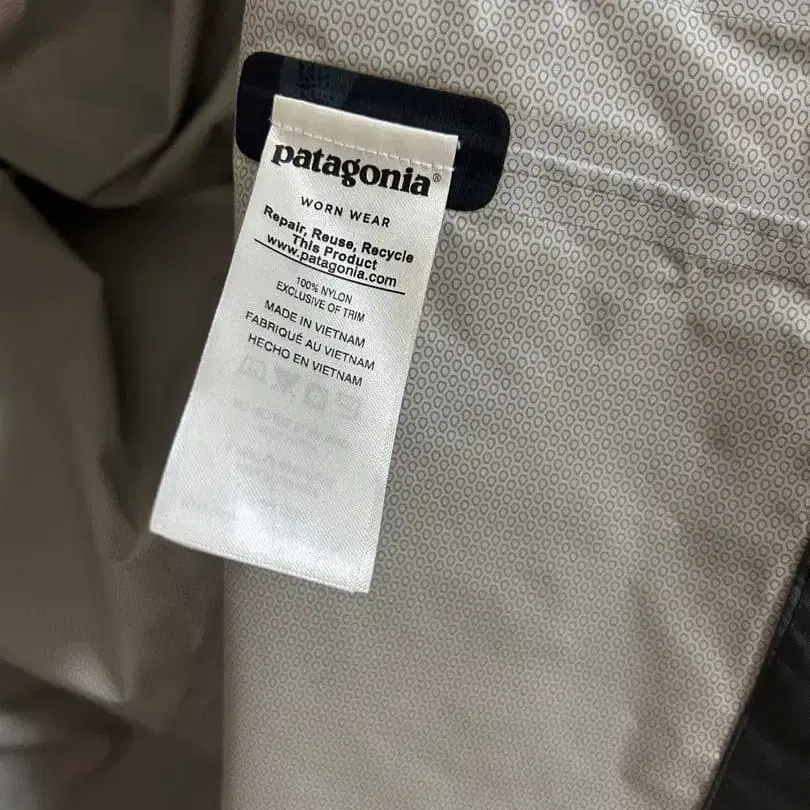 patagonia®
WORN WEAR
Repair, Reuse, Recycle
This Product
www.patagonia.com
100% NYLON
EXCLUSIVE OF TRIM
MADE IN VIETNAM
FABRIQUÉ AU VIETNAM
HECHO EN VIETNAM